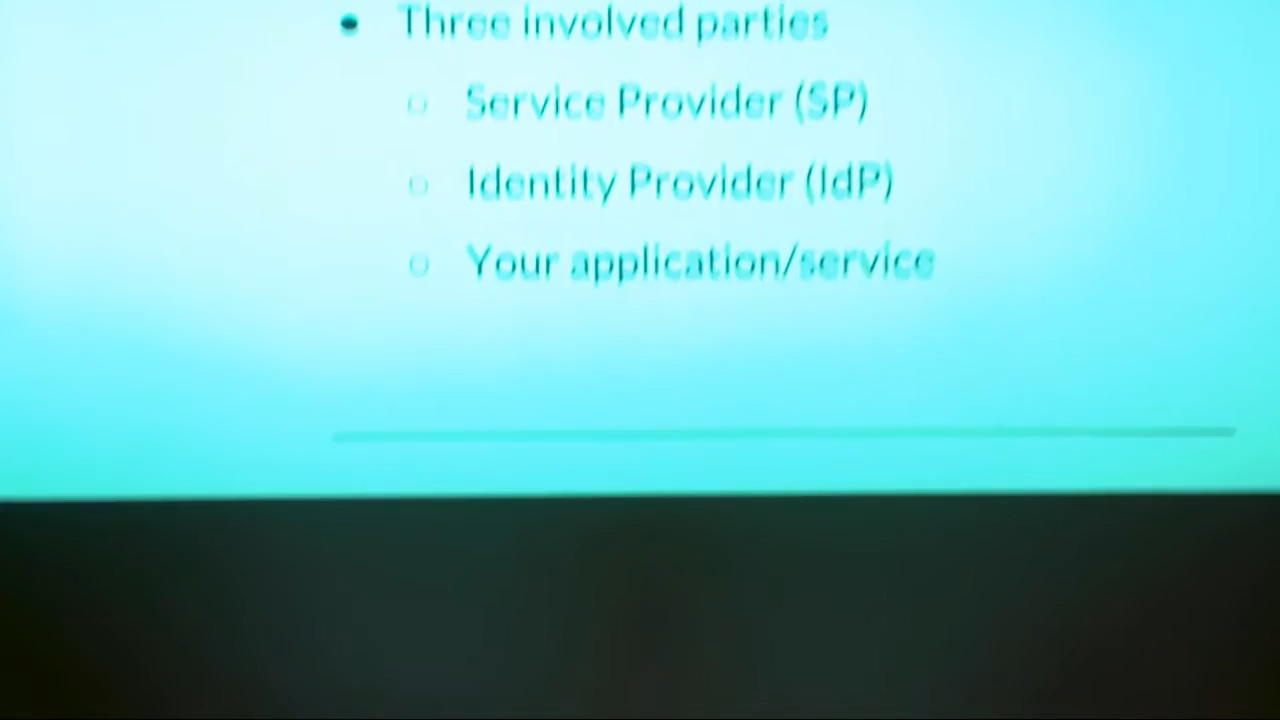 • Three involved parties
○ Service Provider (SP)
○ Identity Provider (IdP)
○ Your application/service